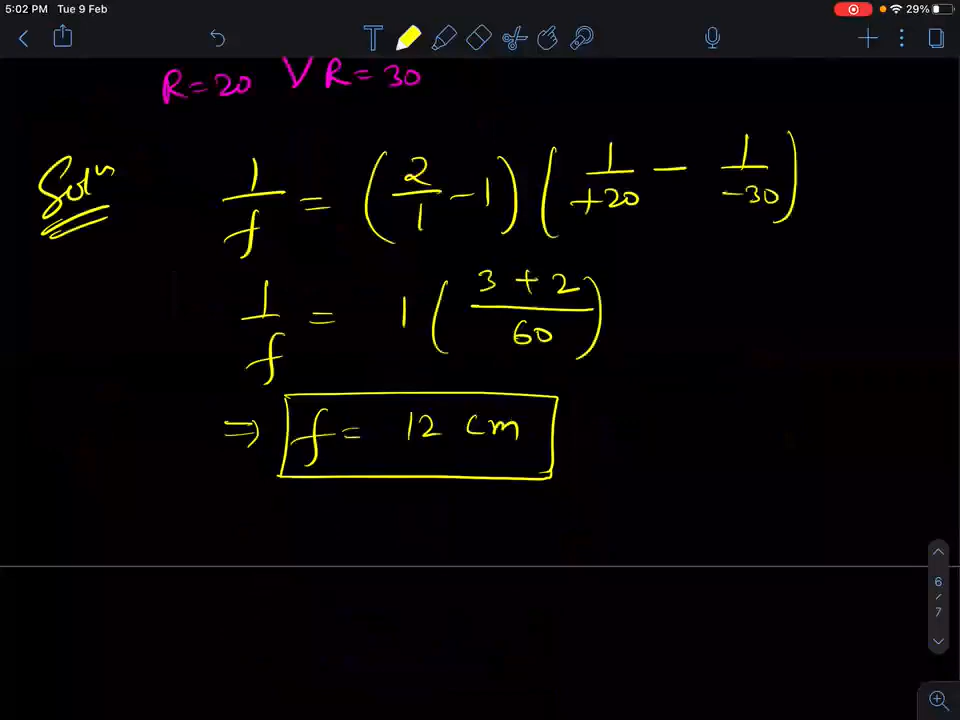 5:02 PM Tue 9 Feb 29%
T
R=20 V R=30
Solⁿ 1/f = (2/1 - 1) (1/+20 - 1/-30)
1/f = 1 (3+2/60)
⇒ f = 12 cm
6
/
7